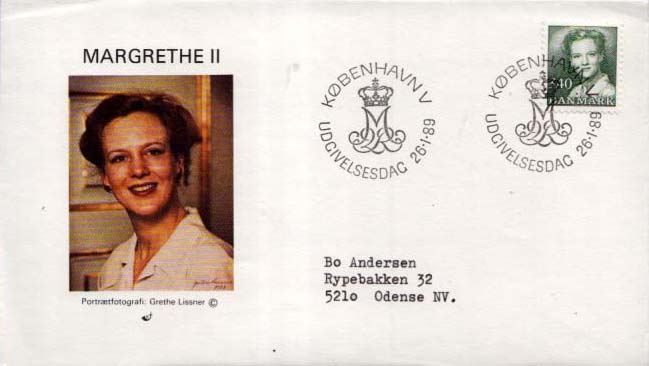 MARGRETHE II
Portrætfotografi: Grethe Lissner ©
KØBENHAVN V
UDGIVELSESDAG 26-1-89
KØBENHAVN V
UDGIVELSESDAG 26-1-89
340
DANMARK
Bo Andersen
Rypebakken 32
521o Odense NV.